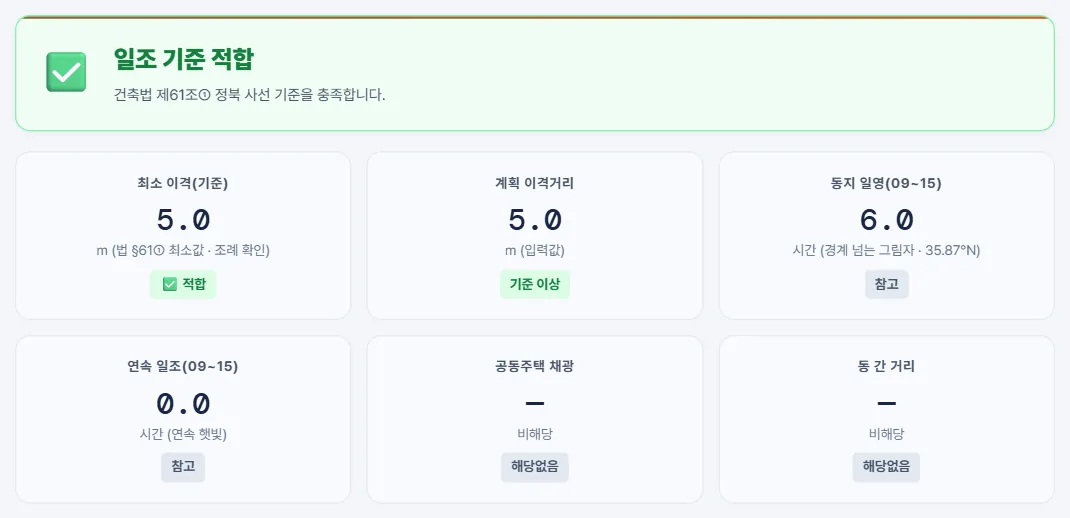 일조 기준 적합
건축법 제61조① 정북 사선 기준을 충족합니다.
최소 이격(기준)
5.0
m (법 §61① 최소값 · 조례 확인)
✅ 적합
계획 이격거리
5.0
m (입력값)
기준 이상
동지 일영(09~15)
6.0
시간 (경계 넘는 그림자 · 35.87°N)
참고
연속 일조(09~15)
0.0
시간 (연속 햇빛)
참고
공동주택 채광
—
비해당
해당없음
동 간 거리
—
비해당
해당없음